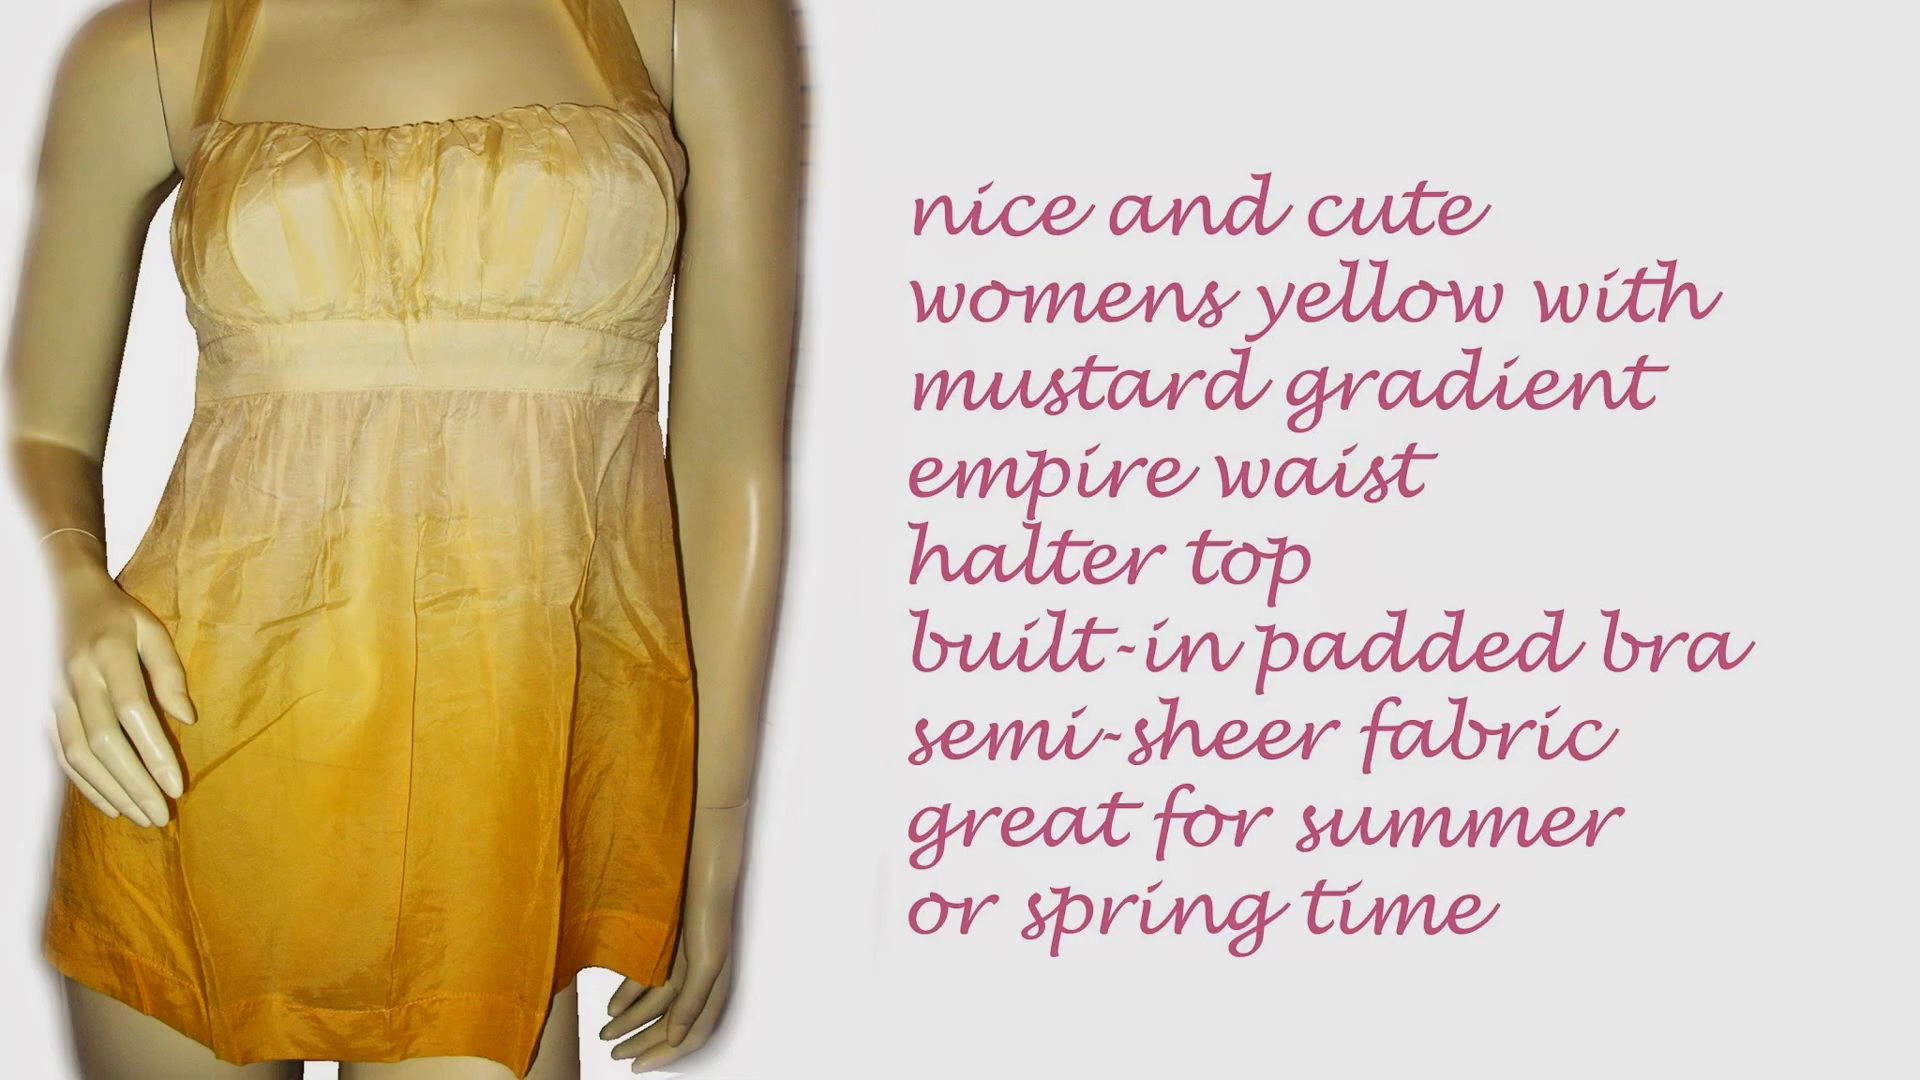 nice and cute
womens yellow with
mustard gradient
empire waist
halter top
built-in padded bra
semi-sheer fabric
great for summer
or spring time